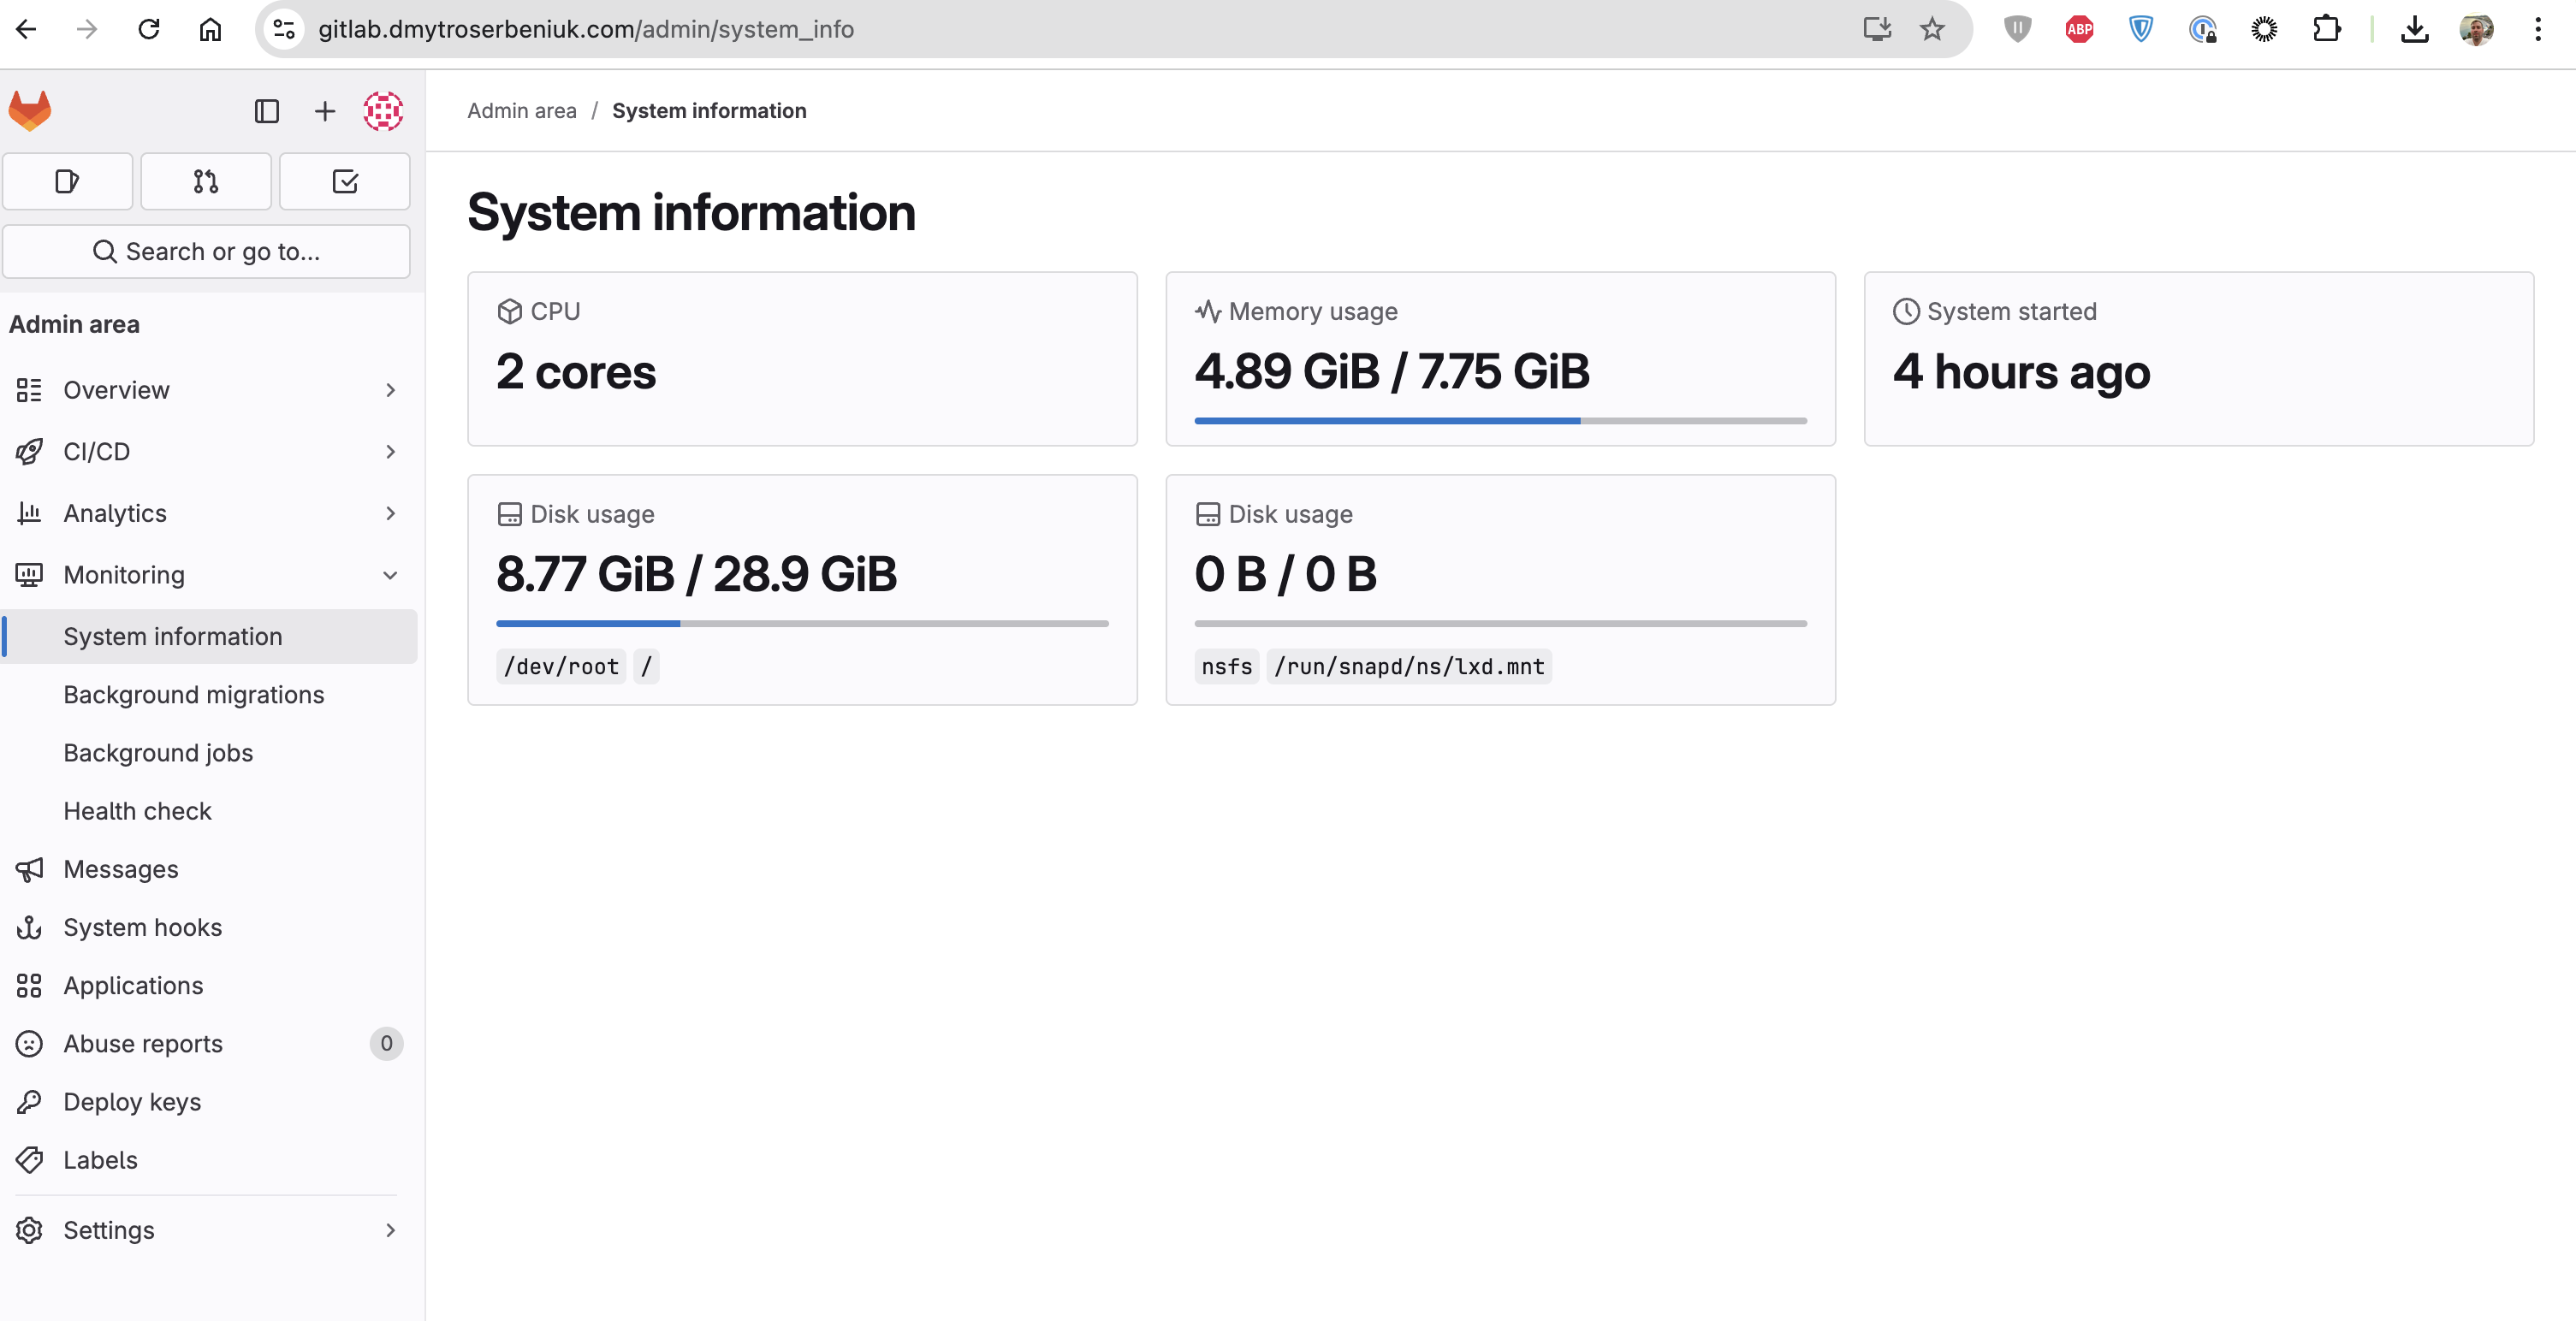 gitlab.dmytroserbeniuk.com/admin/system_info
ABP
Admin area / System information
Search or go to...
Admin area
Overview
CI/CD
Analytics
Monitoring
System information
Background migrations
Background jobs
Health check
Messages
System hooks
Applications
Abuse reports 0
Deploy keys
Labels
Settings
System information
CPU
2 cores
Memory usage
4.89 GiB / 7.75 GiB
System started
4 hours ago
Disk usage
8.77 GiB / 28.9 GiB
/dev/root /
Disk usage
0 B / 0 B
nsfs /run/snapd/ns/lxd.mnt